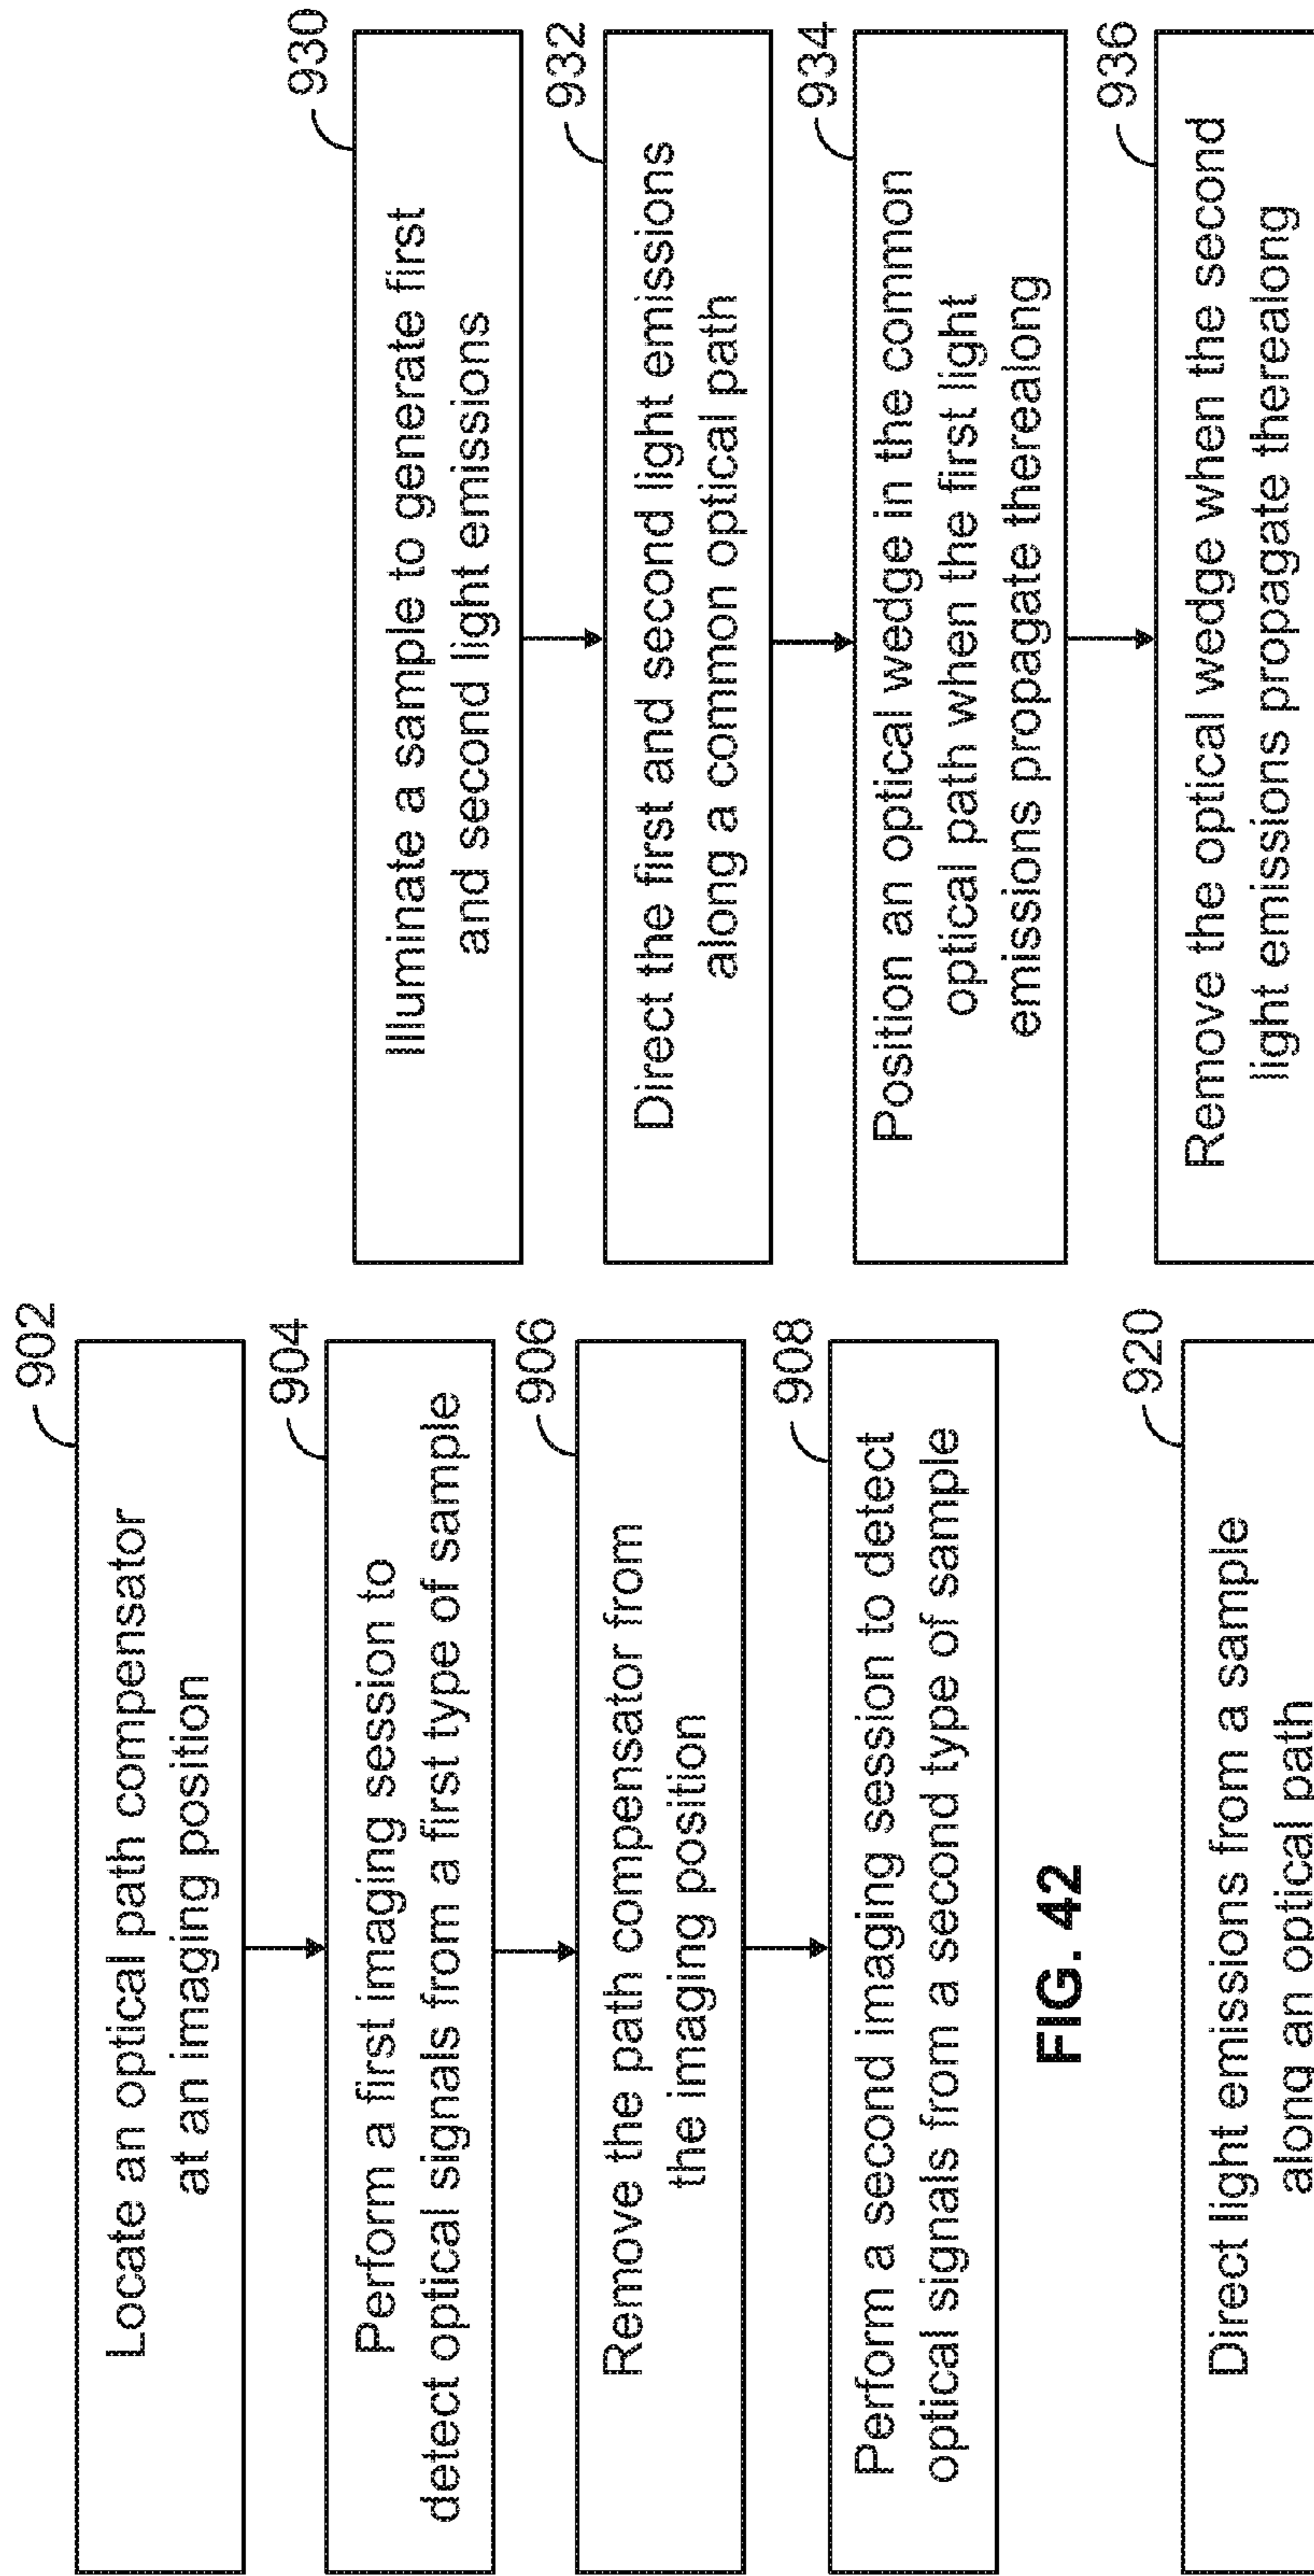 902
Locate an optical path compensator
at an imaging position
904
Perform a first imaging session to
detect optical signals from a first type of sample
906
Remove the path compensator from
the imaging position
908
Perform a second imaging session to detect
optical signals from a second type of sample
FIG. 42
920
Direct light emissions from a sample
along an optical path
930
Illuminate a sample to generate first
and second light emissions
932
Direct the first and second light emissions
along a common optical path
934
Position an optical wedge in the common
optical path when the first light
emissions propagate therealong
936
Remove the optical wedge when the second
light emissions propagate therealong